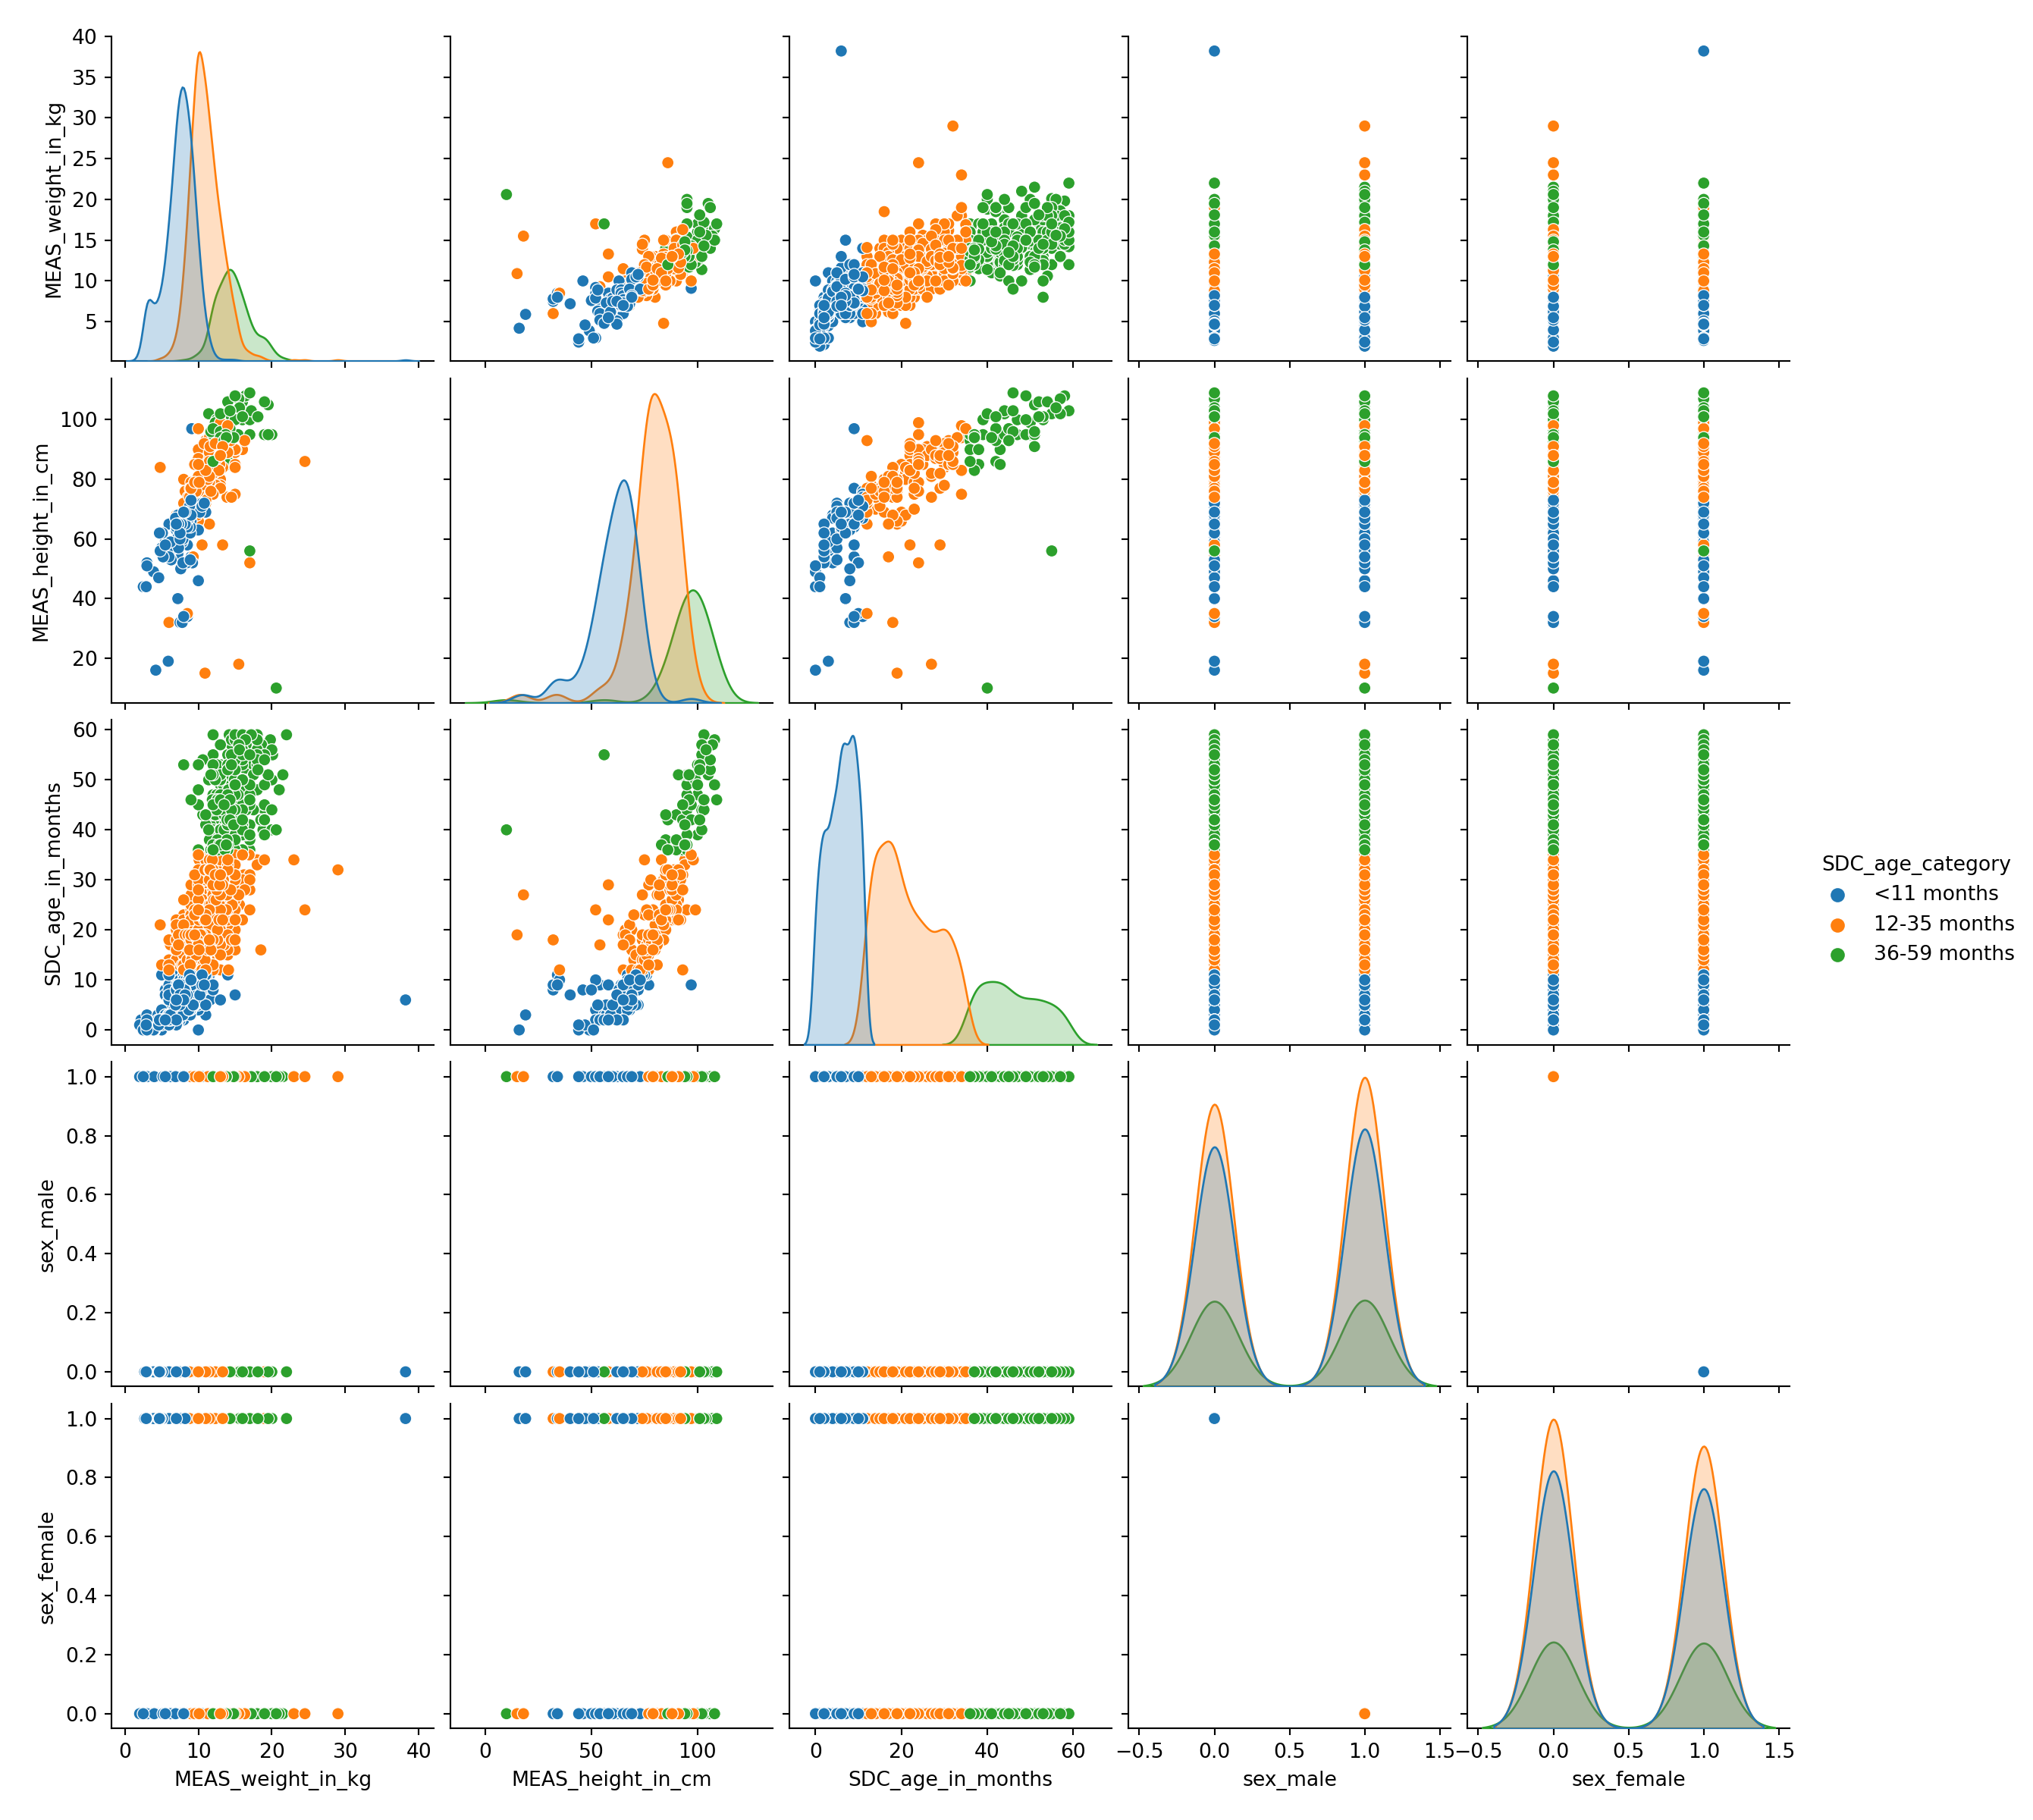 40
35
30
25
20
15
10
5
MEAS_weight_in_kg
100
80
60
40
20
MEAS_height_in_cm
60
50
40
30
20
10
0
SDC_age_in_months
SDC_age_category
<11 months
12-35 months
36-59 months
1.0
0.8
0.6
0.4
0.2
0.0
sex_male
1.0
0.8
0.6
0.4
0.2
0.0
sex_female
0 10 20 30 40
MEAS_weight_in_kg
0 50 100
MEAS_height_in_cm
0 20 40 60
SDC_age_in_months
−0.5 0.0 0.5 1.0 1.5
sex_male
−0.5 0.0 0.5 1.0 1.5
sex_female